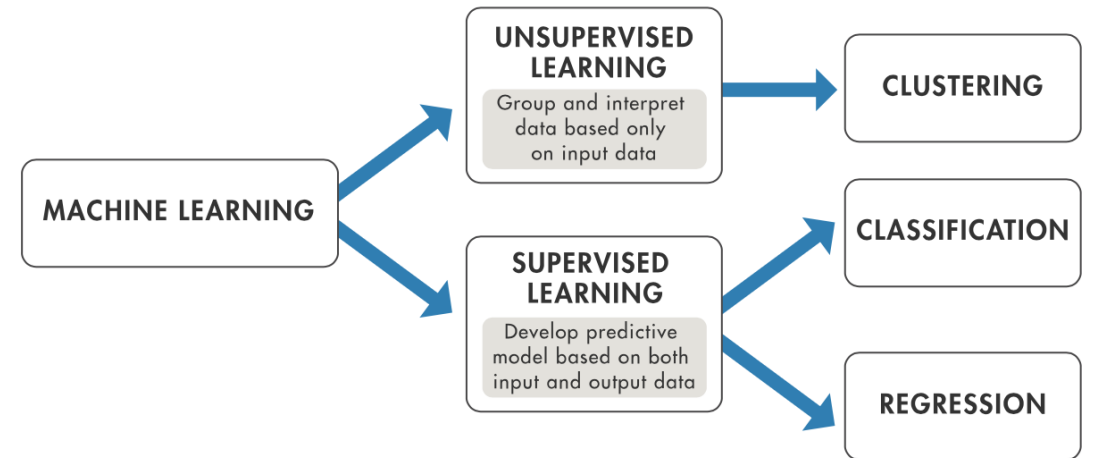 MACHINE LEARNING
UNSUPERVISED
LEARNING
Group and interpret
data based only
on input data
SUPERVISED
LEARNING
Develop predictive
model based on both
input and output data
CLUSTERING
CLASSIFICATION
REGRESSION